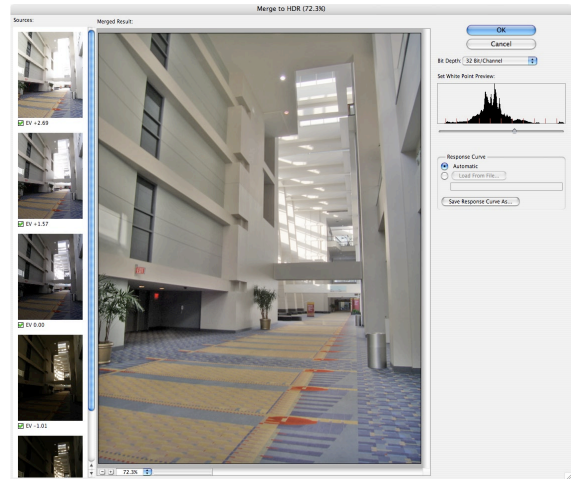 Merge to HDR (72.3%)
Sources:
Merged Result:
EV +2.69
EV +1.57
EV 0.00
EV -1.01
EXIT
72.3%
OK
Cancel
Bit Depth: 32 Bit/Channel
Set White Point Preview:
Response Curve
Automatic
Load From File...
Save Response Curve As...